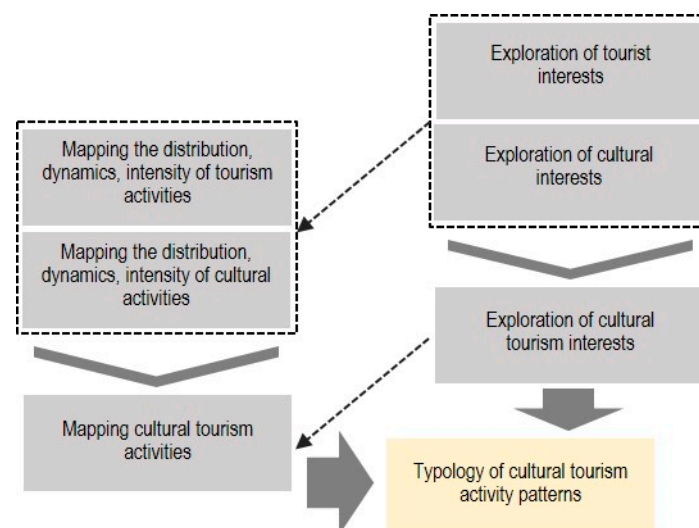 Exploration of tourist
interests
Exploration of cultural
interests
Mapping the distribution,
dynamics, intensity of tourism
activities
Mapping the distribution,
dynamics, intensity of cultural
activities
Exploration of cultural
tourism interests
Mapping cultural tourism
activities
Typology of cultural tourism
activity patterns